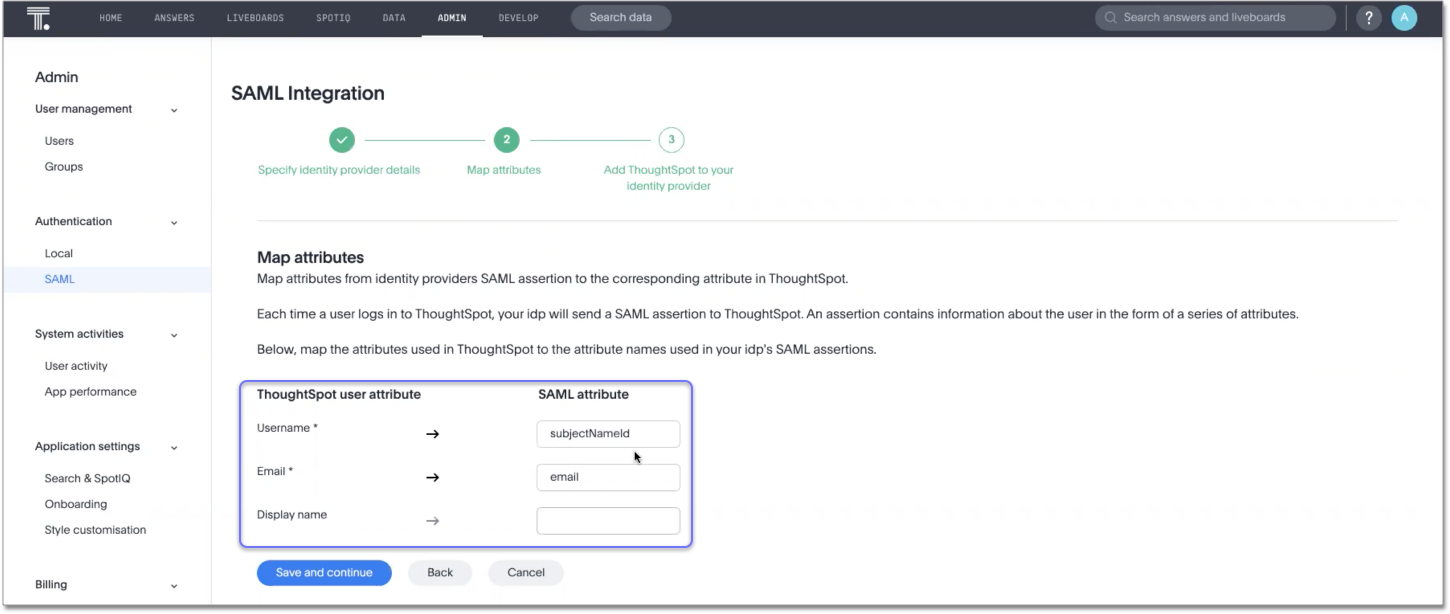 T.
HOME ANSWERS LIVEBOARDS SPOTIQ DATA ADMIN DEVELOP Search data Search answers and liveboards ? A
Admin
User management
Users
Groups
Authentication
Local
SAML
System activities
User activity
App performance
Application settings
Search & SpotIQ
Onboarding
Style customisation
Billing
SAML Integration
2 3
Specify identity provider details Map attributes Add ThoughtSpot to your
identity provider
Map attributes
Map attributes from identity providers SAML assertion to the corresponding attribute in ThoughtSpot.
Each time a user logs in to ThoughtSpot, your idp will send a SAML assertion to ThoughtSpot. An assertion contains information about the user in the form of a series of attributes.
Below, map the attributes used in ThoughtSpot to the attribute names used in your idp's SAML assertions.
ThoughtSpot user attribute SAML attribute
Username * → subjectNameId
Email * → email
Display name →
Save and continue Back Cancel